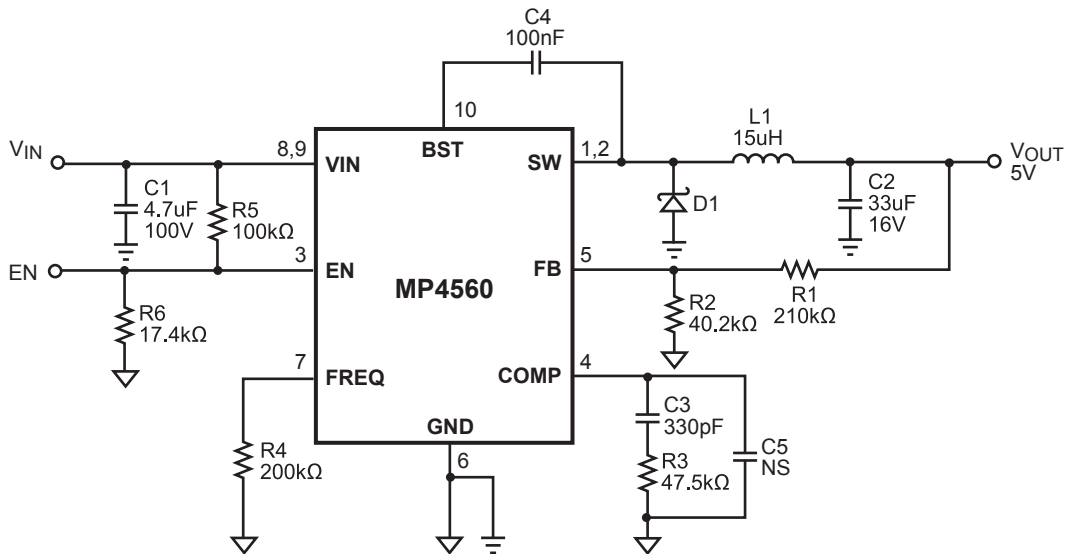 C4
100nF
10
BST
V_IN
8,9
VIN
SW
1,2
L1
15uH
V_OUT
5V
C1
4.7uF
100V
R5
100kΩ
D1
C2
33uF
16V
EN
3
EN
MP4560
FB
5
R1
210kΩ
R2
40.2kΩ
R6
17.4kΩ
7
FREQ
COMP
4
GND
6
R4
200kΩ
C3
330pF
R3
47.5kΩ
C5
NS